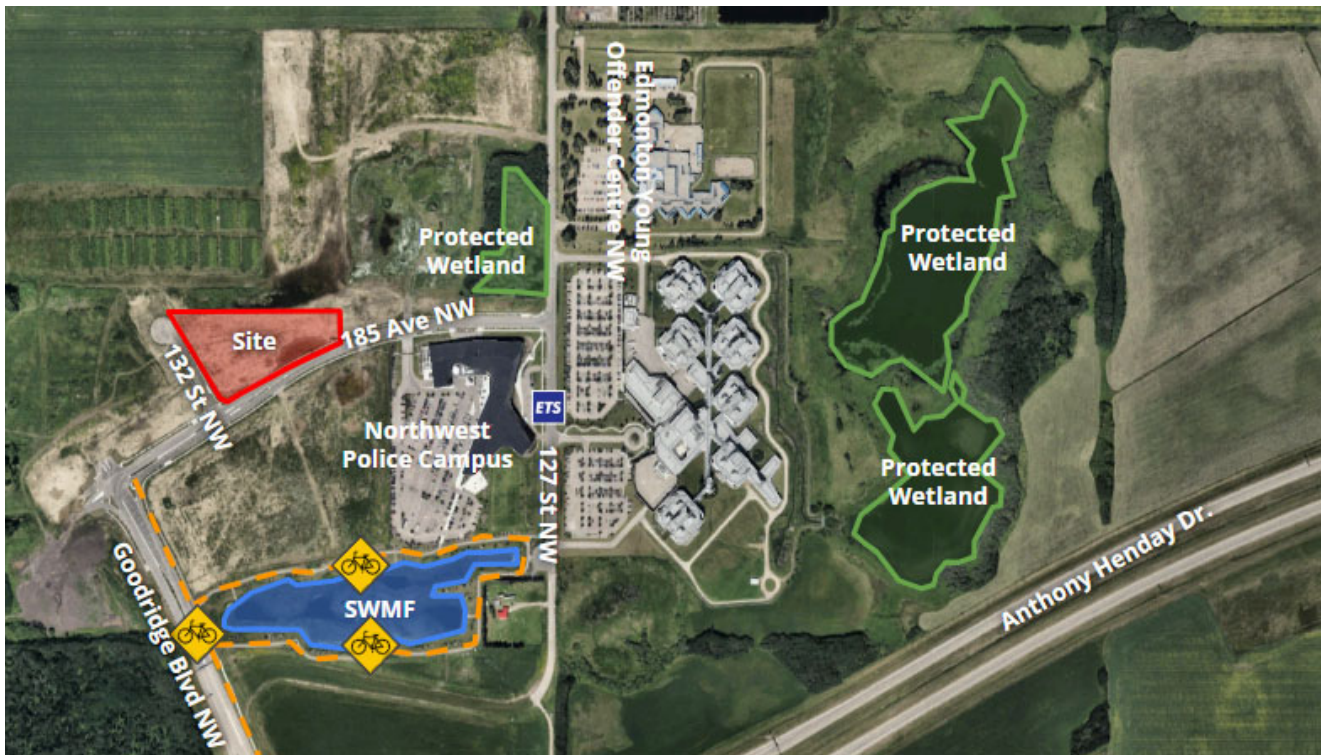 Edmonton Young
Offender Centre NW
Protected
Wetland
Protected
Wetland
Site
185 Ave NW
132 St NW
ETS
Northwest
Police Campus
127 St NW
Protected
Wetland
Anthony Henday Dr.
Goodridge Blvd NW
SWMF